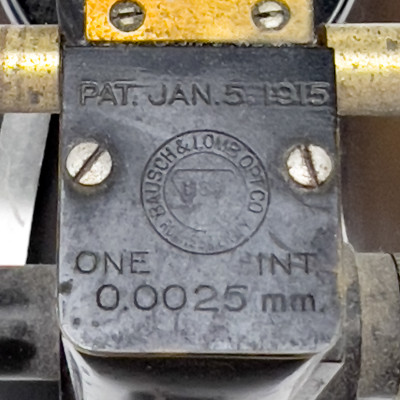 PAT. JAN. 5. 1915
BAUSCH & LOMB OPT. CO
ONE INT.
0.0025 mm.